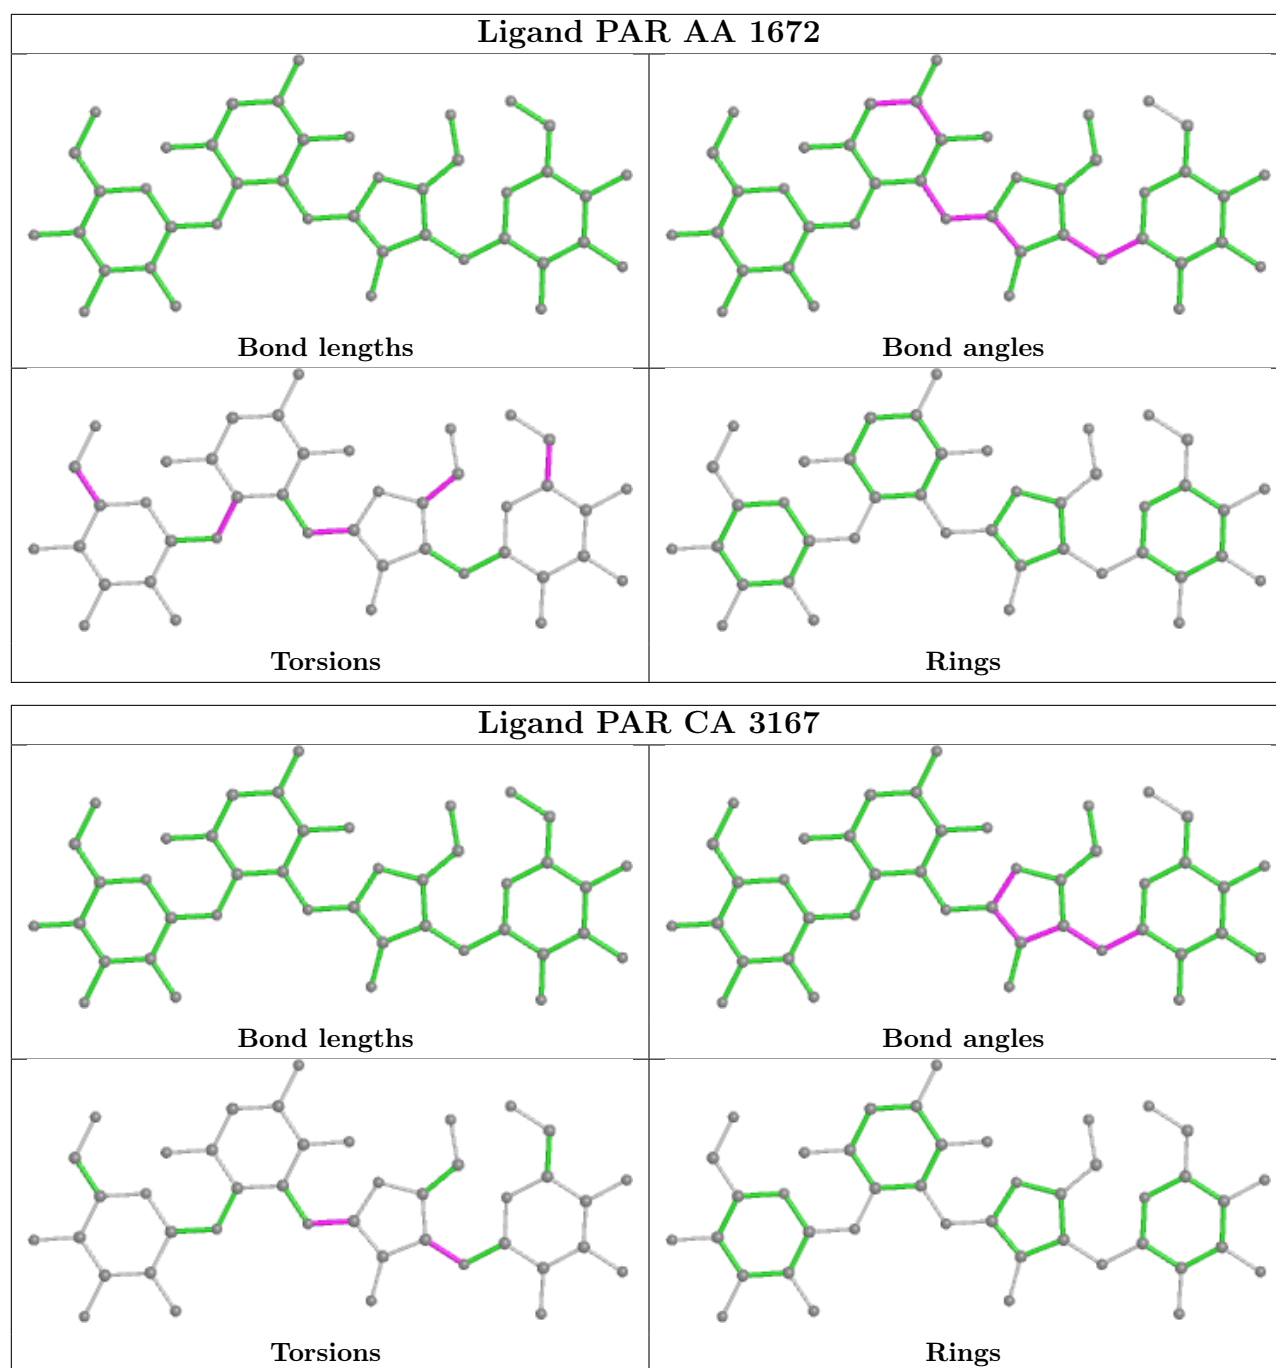 Ligand PAR AA 1672
Bond lengths
Bond angles
Torsions
Rings
Ligand PAR CA 3167
Bond lengths
Bond angles
Torsions
Rings